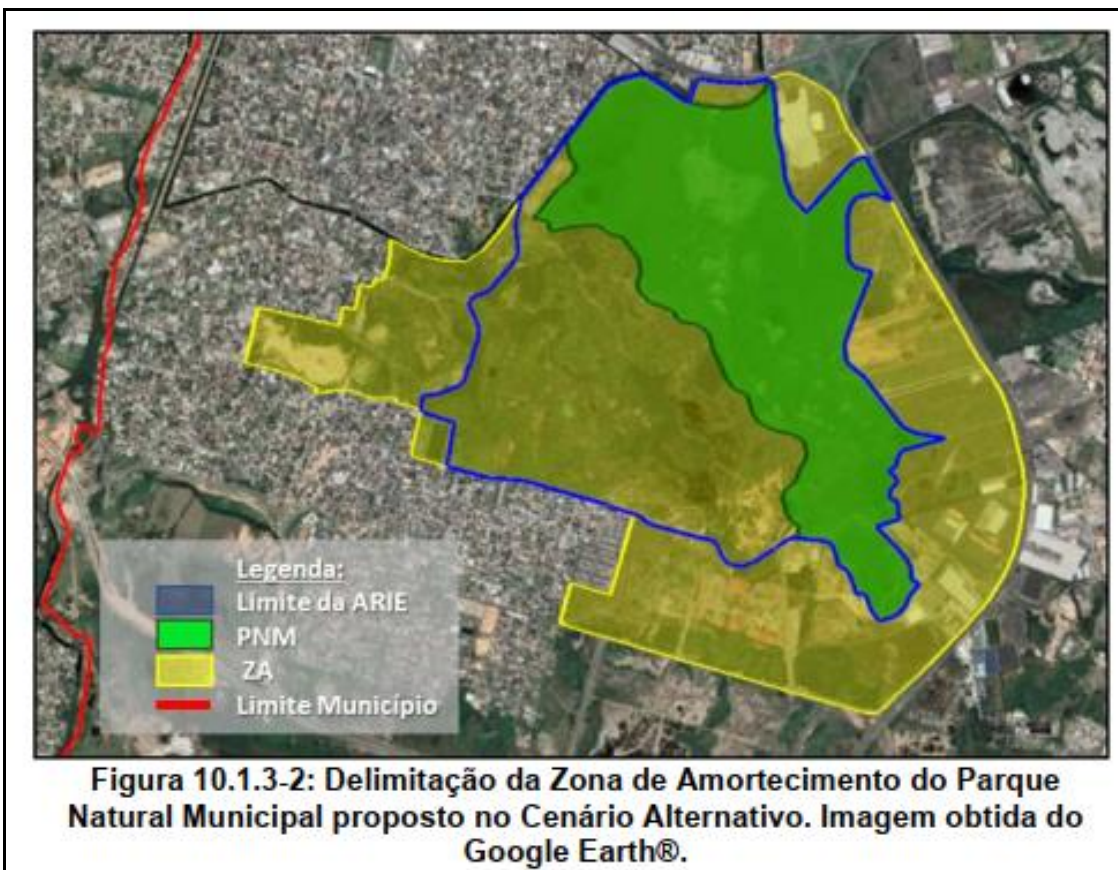 Legenda:
Limite da ARIE
PNM
ZA
Limite Município
Figura 10.1.3-2: Delimitação da Zona de Amortecimento do Parque
Natural Municipal proposto no Cenário Alternativo. Imagem obtida do
Google Earth®.